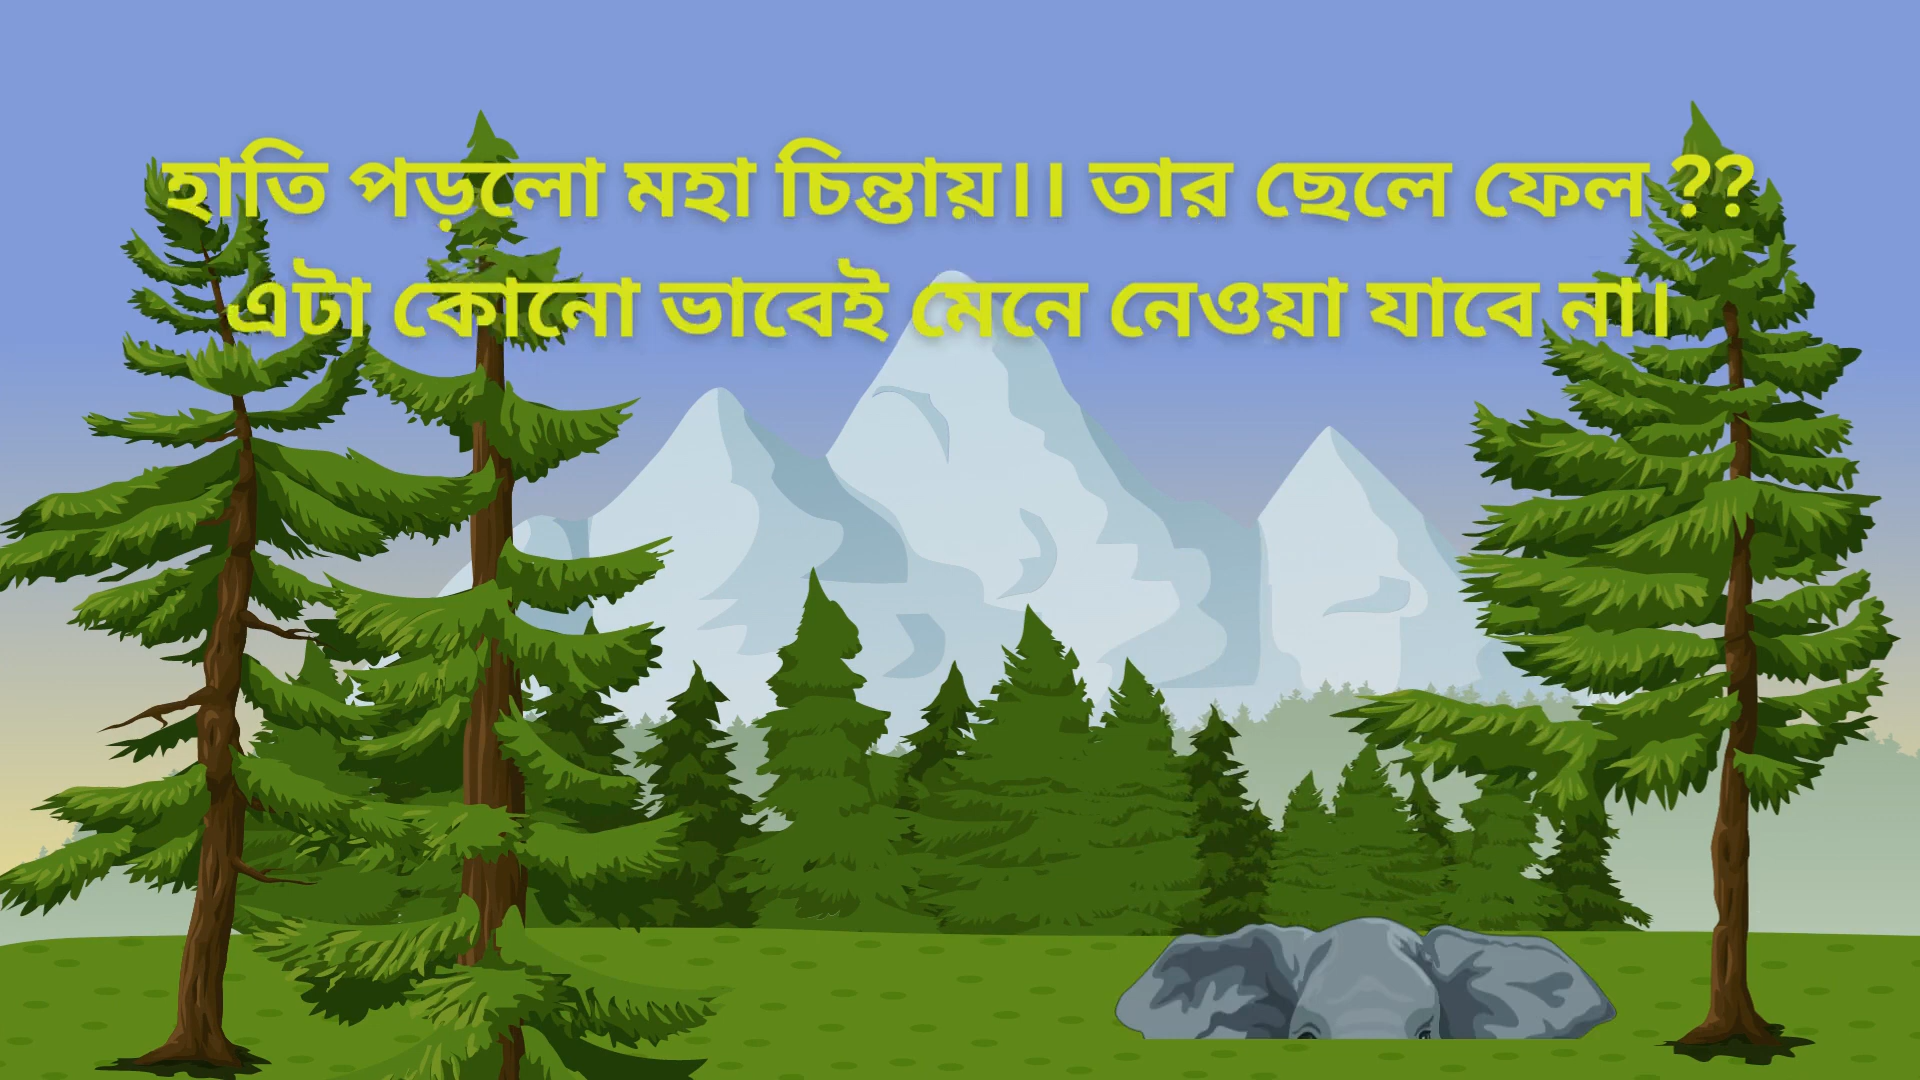 হাতি পড়লো মহা চিন্তায়।। তার ছেলে ফেল ??
এটা কোনো ভাবেই মেনে নেওয়া যাবে না।